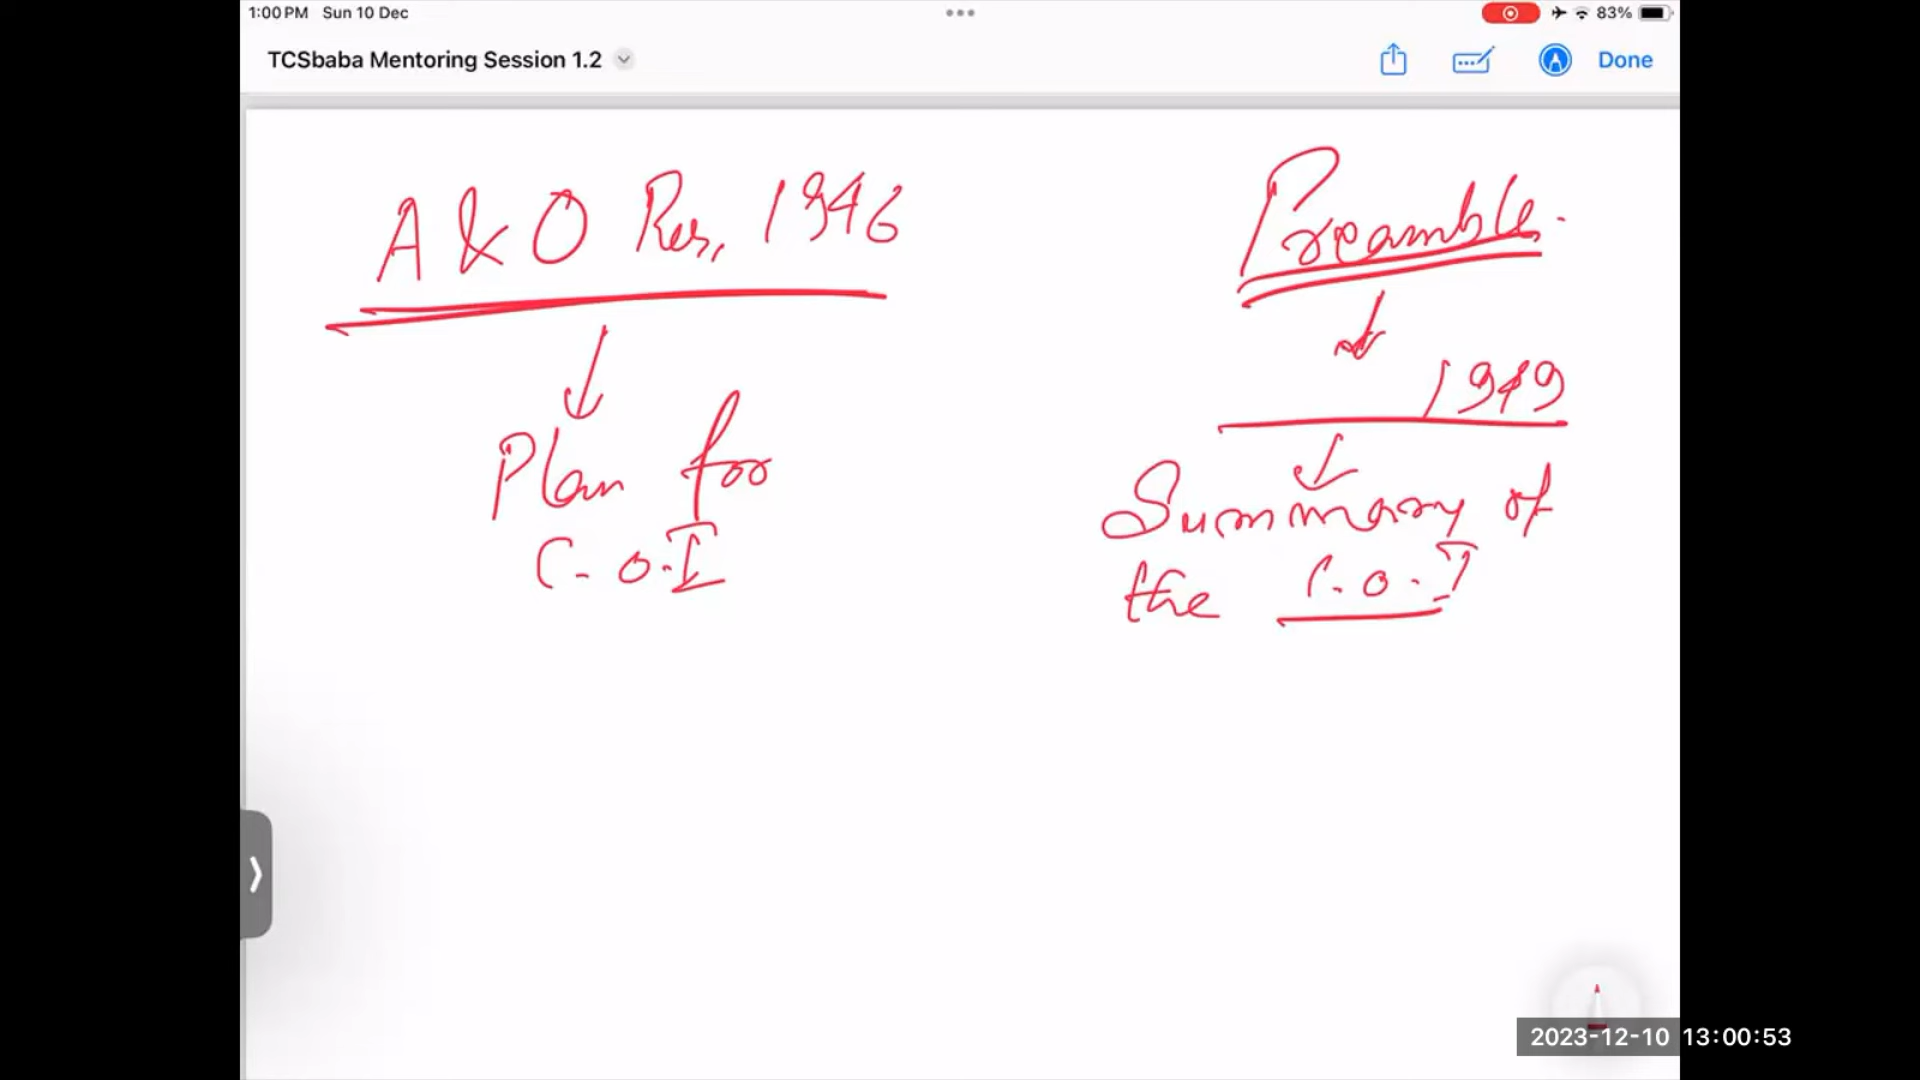 1:00 PM Sun 10 Dec
83%
TCSbaba Mentoring Session 1.2
Done
A & O Res, 1946
Plan for
C.O.I
Preamble.
1949
Summary of
the C.O.I
2023-12-10 13:00:53